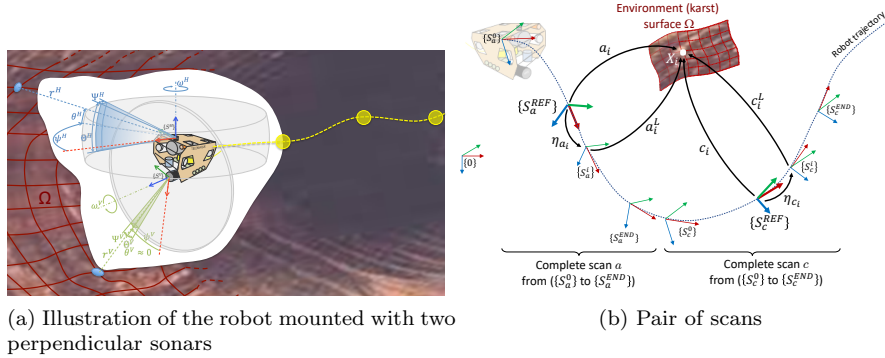 Environment (karst)
surface Ω
Robot trajectory
{S_a^0}
a_i
X_i
ω^H
r^H
Ψ^H
θ^H
ψ^H
Θ^H
{S^H}
{S_a^REF}
a_i^L
c_i^L
{S_c^END}
η_{a_i}
c_i
{0}
{S_a^i}
{S_c^i}
{S^V}
Ω
ω^V
η_{c_i}
{S_c^REF}
Ψ^V
ψ^V
Θ^V
r^V
θ^V ≈ 0
{S_a^END}
{S_c^0}
Complete scan a
from ({S_a^0} to {S_a^END})
Complete scan c
from ({S_c^0} to {S_c^END})
(a) Illustration of the robot mounted with two
perpendicular sonars
(b) Pair of scans